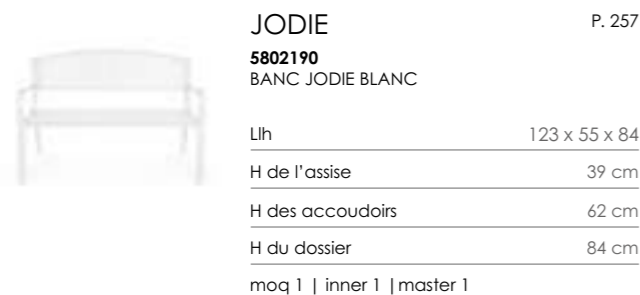 JODIE P. 257
5802190
BANC JODIE BLANC
Llh 123 x 55 x 84
H de l'assise 39 cm
H des accoudoirs 62 cm
H du dossier 84 cm
moq 1 | inner 1 |master 1